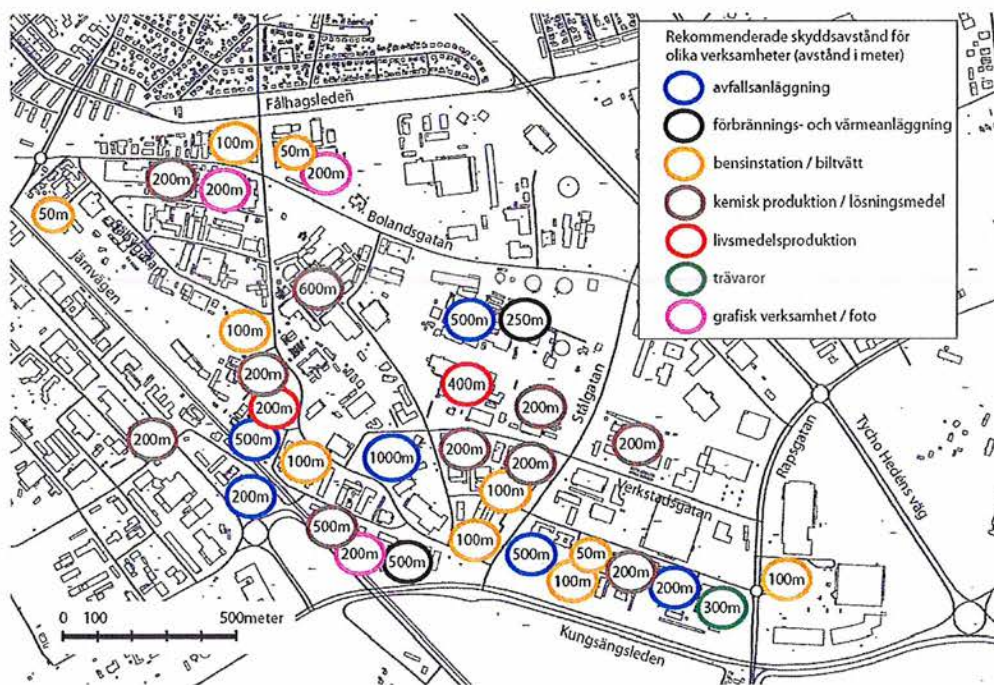 Rekommenderade skyddsavstånd för
olika verksamheter (avstånd i meter)
avfallsanläggning
förbrännings- och värmeanläggning
bensinstation / biltvätt
kemisk produktion / lösningsmedel
livsmedelsproduktion
trävaror
grafisk verksamhet / foto
Fålhagsleden
100m
50m
200m
200m
200m
50m
Bolandsgatan
Järnvägen
600m
500m
250m
100m
Stålgatan
200m
400m
200m
200m
Rapsgatan
Tycho Hedéns väg
500m
200m
200m
1000m
200m
200m
100m
100m
Verkstadsgatan
200m
500m
100m
200m
500m
500m
50m
100m
200m
200m
300m
100m
0 100 500meter
Kungsängsleden